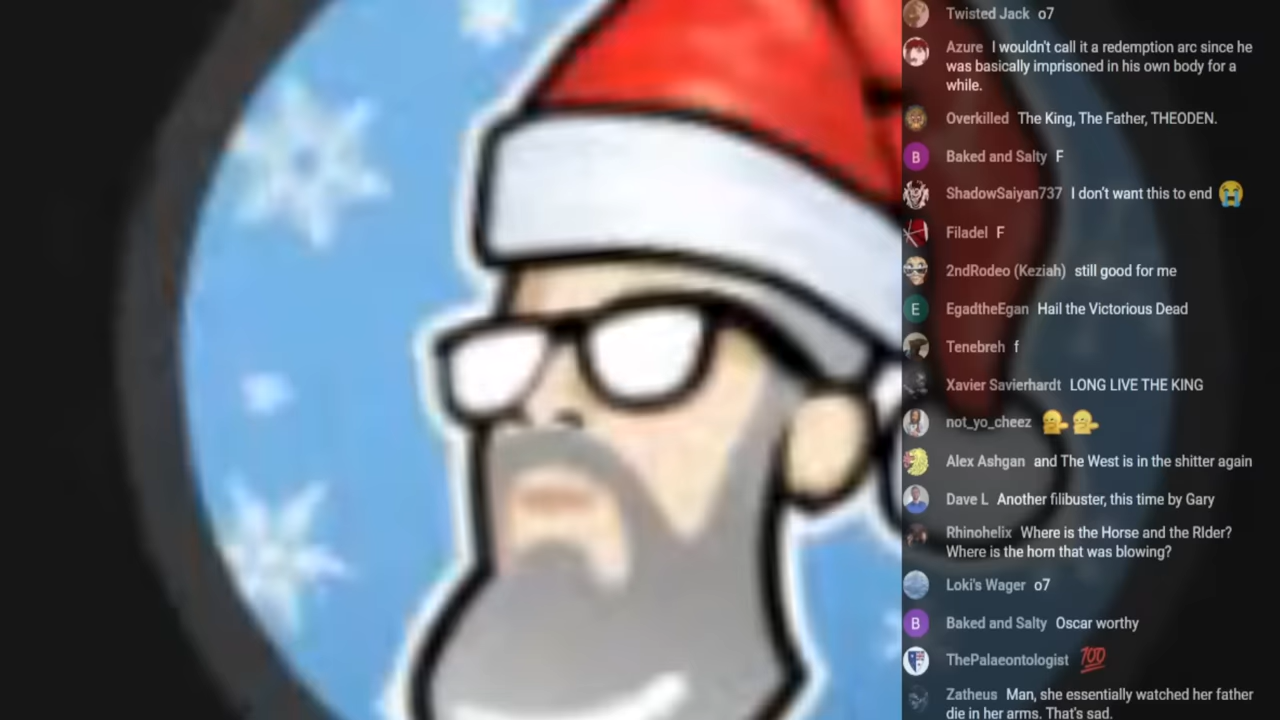 Twisted Jack o7
Azure I wouldn't call it a redemption arc since he
was basically imprisoned in his own body for a
while.
Overkilled The King, The Father, THEODEN.
B Baked and Salty F
ShadowSaiyan737 I don't want this to end
Filadel F
2ndRodeo (Keziah) still good for me
E EgadtheEgan Hail the Victorious Dead
Tenebreh f
Xavier Savierhardt LONG LIVE THE KING
not_yo_cheez
Alex Ashgan and The West is in the shitter again
Dave L Another filibuster, this time by Gary
Rhinohelix Where is the Horse and the RIder?
Where is the horn that was blowing?
Loki's Wager o7
B Baked and Salty Oscar worthy
ThePalaeontologist 💯
Zatheus Man, she essentially watched her father
die in her arms. That's sad.